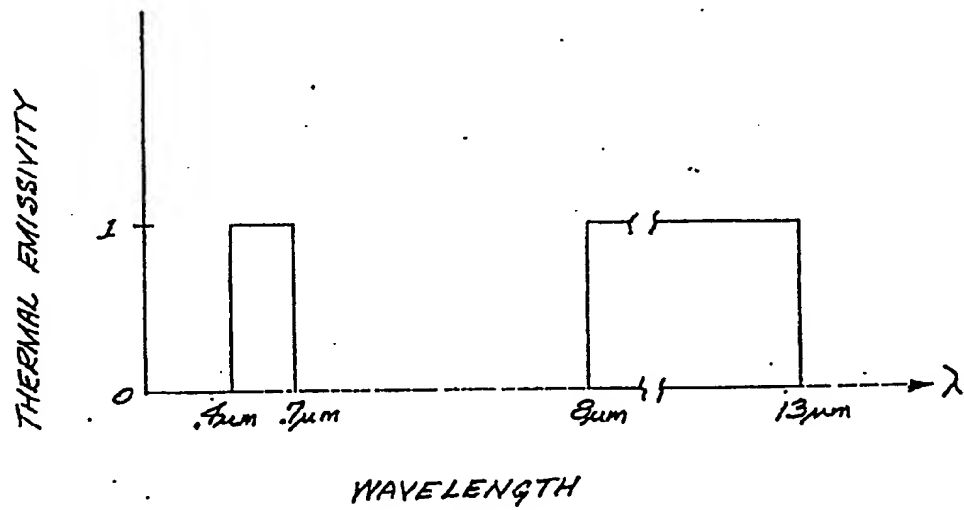 THERMAL EMISSIVITY
1
0
.4μm .7μm 8μm 13μm λ
WAVELENGTH